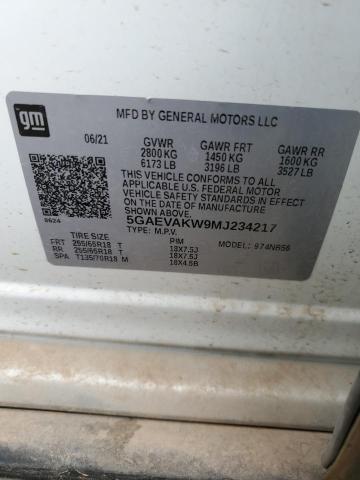 gm
MFD BY GENERAL MOTORS LLC
06/21 GVWR GAWR FRT GAWR RR
2800 KG 1450 KG 1600 KG
6173 LB 3196 LB 3527 LB
THIS VEHICLE CONFORMS TO ALL
APPLICABLE U.S. FEDERAL MOTOR
VEHICLE SAFETY STANDARDS IN
EFFECT ON THE DATE OF
MANUFACTURE SHOWN ABOVE.
5GAEVAKW9MJ234217
TYPE: M.P.V. MODEL: 974NR56
TIRE SIZE RIM
FRT 255/65R18 T 18X7.5J
RR 255/65R18 T 18X7.5J
SPA T135/70R18 M 18X4.5B